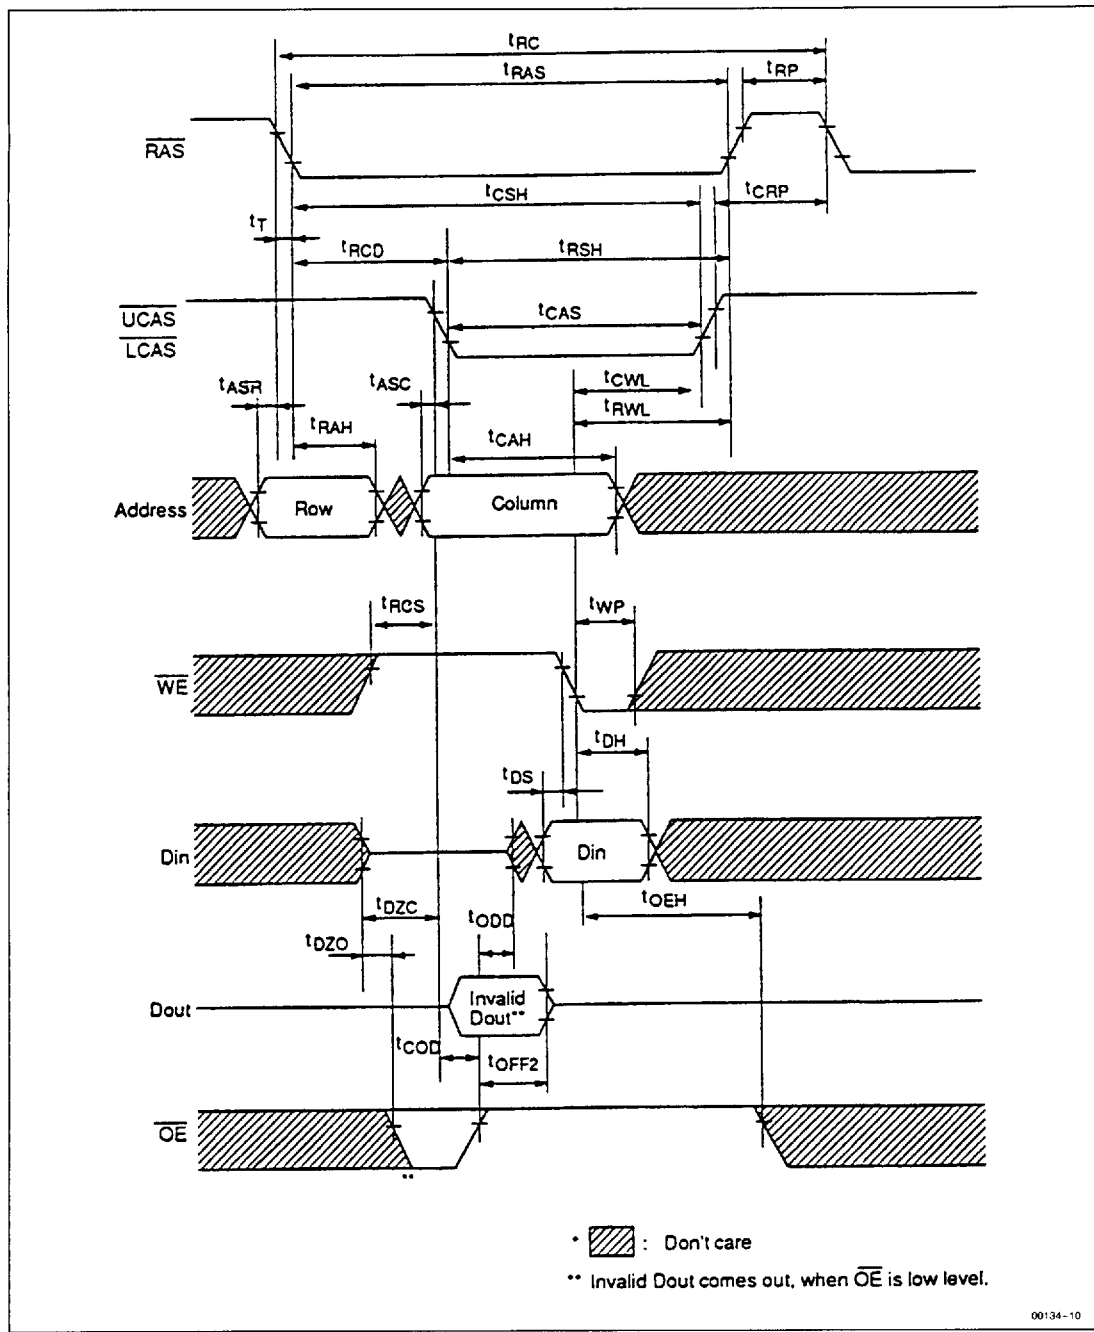 tRC
tRAS
tRP
RAS
tCSH
tCRP
tT
tRCD
tRSH
UCAS
LCAS
tCAS
tASR
tASC
tCWL
tRWL
tRAH
tCAH
Address
Row
Column
tRCS
tWP
WE
tDH
tDS
Din
Din
tOEH
tDZC
tODD
tDZO
Dout
Invalid
Dout**
tCOD
tOFF2
OE
**
* : Don't care
** Invalid Dout comes out, when OE is low level.
00134-10